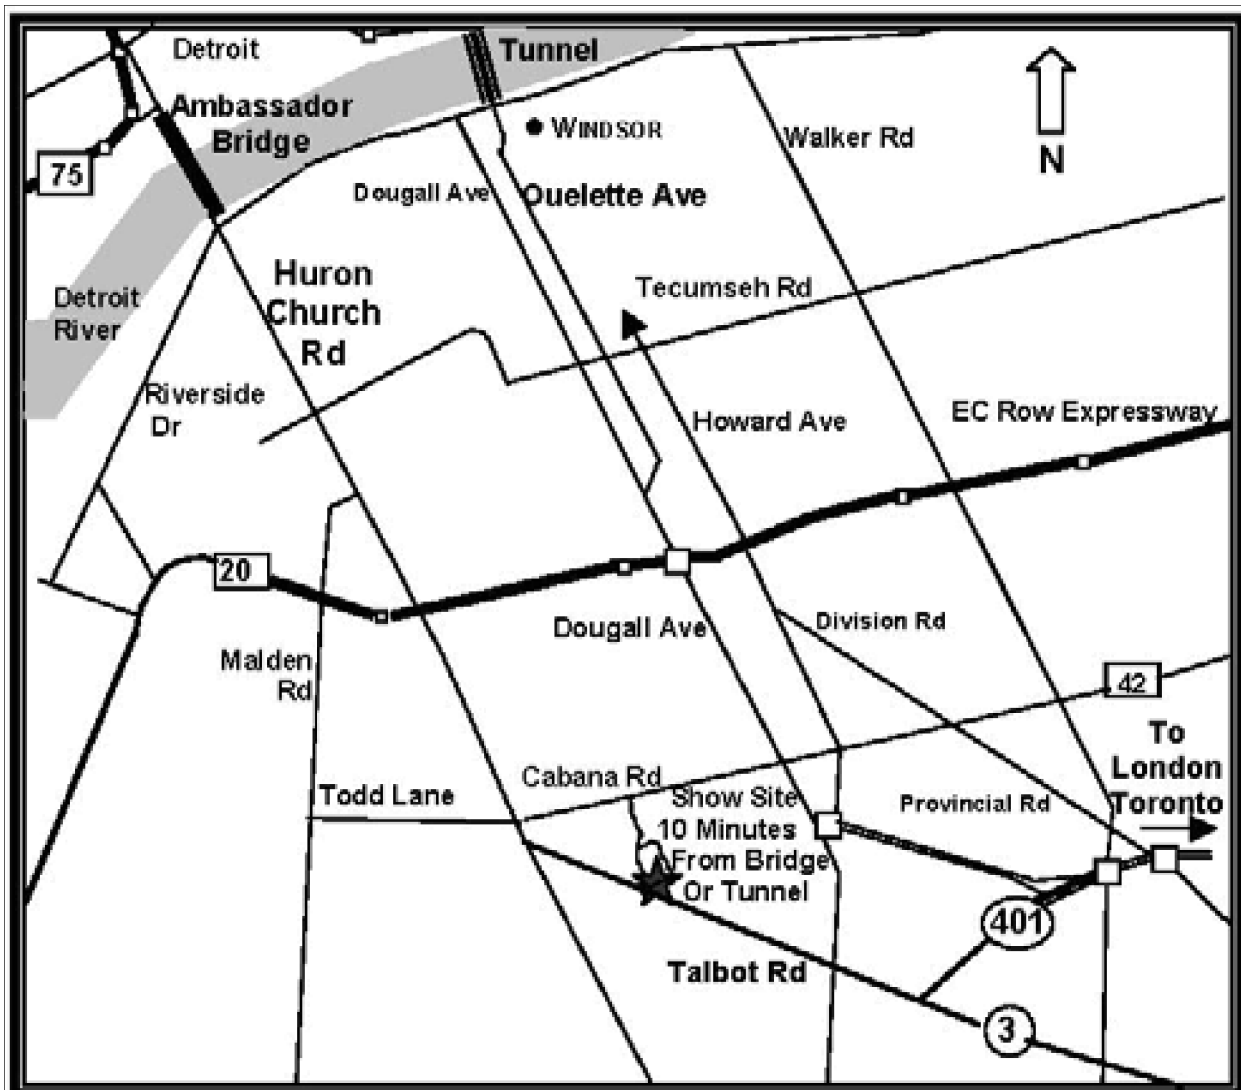 Detroit
Tunnel
Ambassador
Bridge
WINDSOR
Walker Rd
N
75
Dougall Ave
Ouelette Ave
Huron
Church
Rd
Tecumseh Rd
Detroit
River
Riverside
Dr
Howard Ave
EC Row Expressway
20
Dougall Ave
Division Rd
Malden
Rd
42
To
London
Toronto
Cabana Rd
Todd Lane
Show Site
10 Minutes
From Bridge
Or Tunnel
Provincial Rd
401
Talbot Rd
3